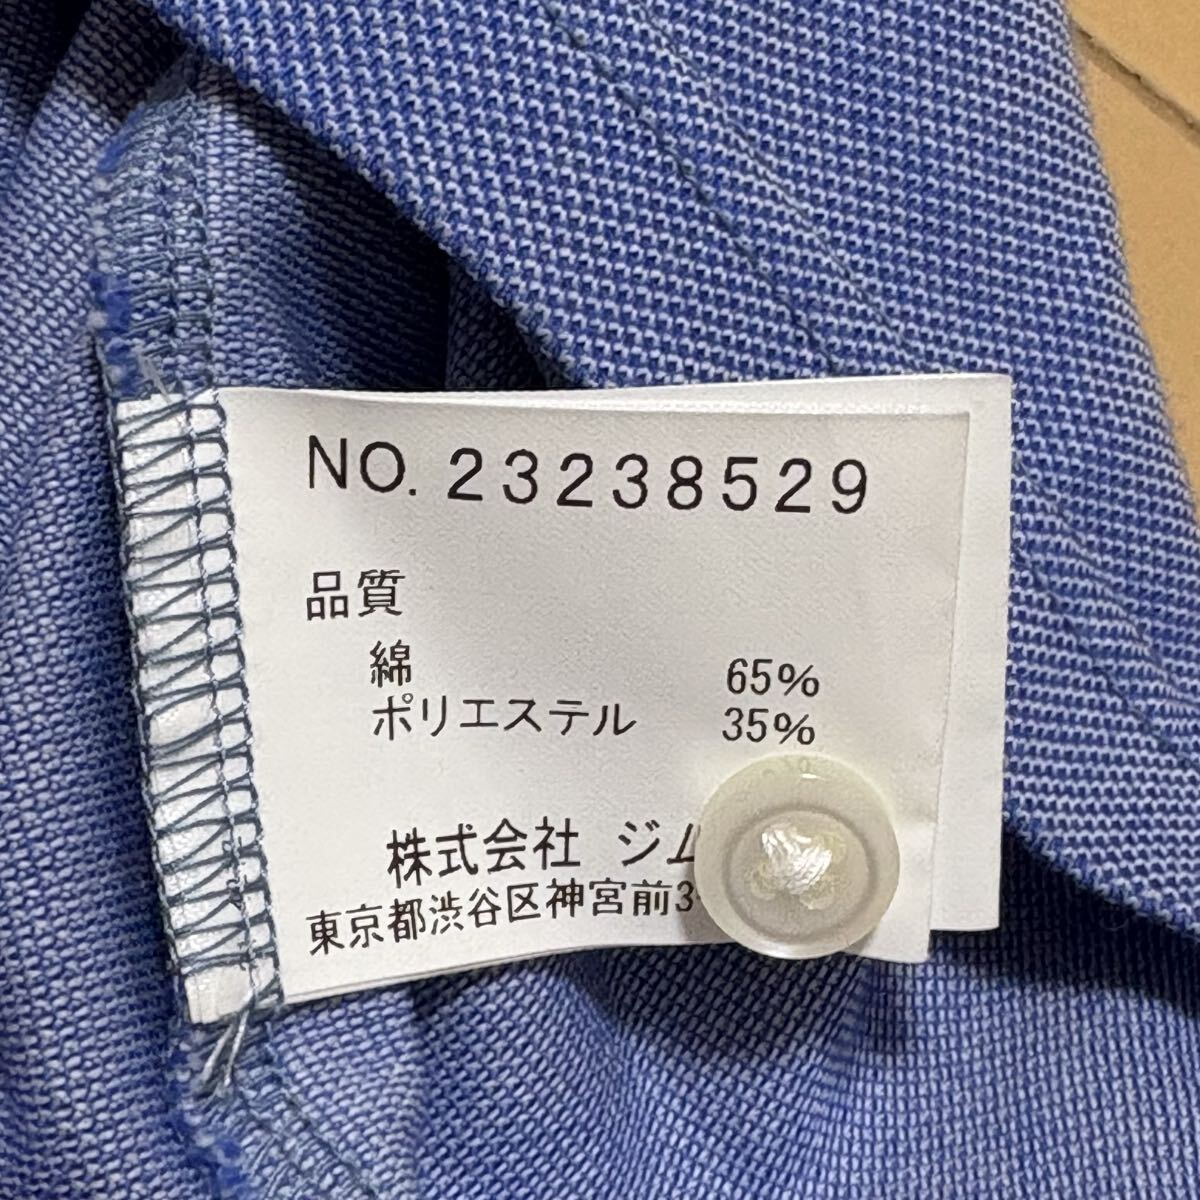 NO. 23238529
品質
綿 65%
ポリエステル 35%
株式会社 ジム
東京都渋谷区神宮前3